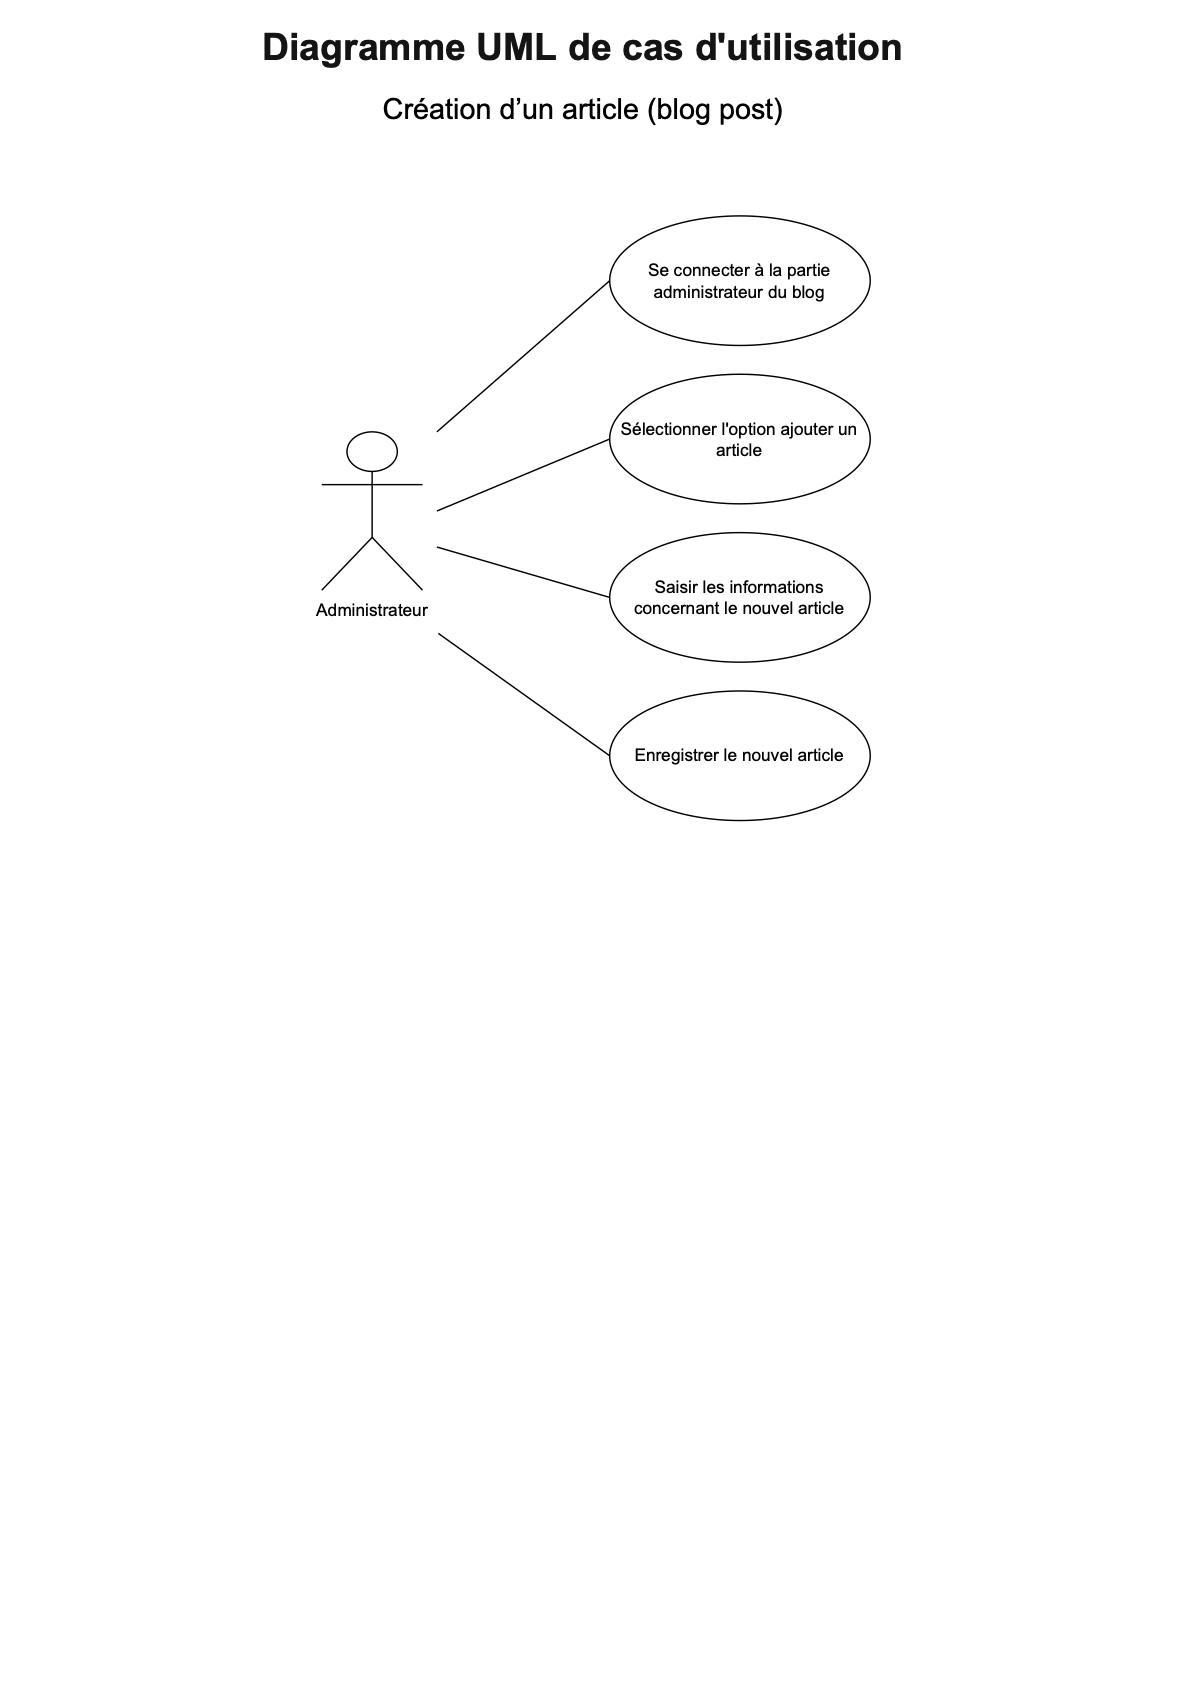 Diagramme UML de cas d'utilisation
Création d’un article (blog post)
Se connecter à la partie
administrateur du blog
Sélectionner l'option ajouter un
article
Saisir les informations
concernant le nouvel article
Administrateur
Enregistrer le nouvel article